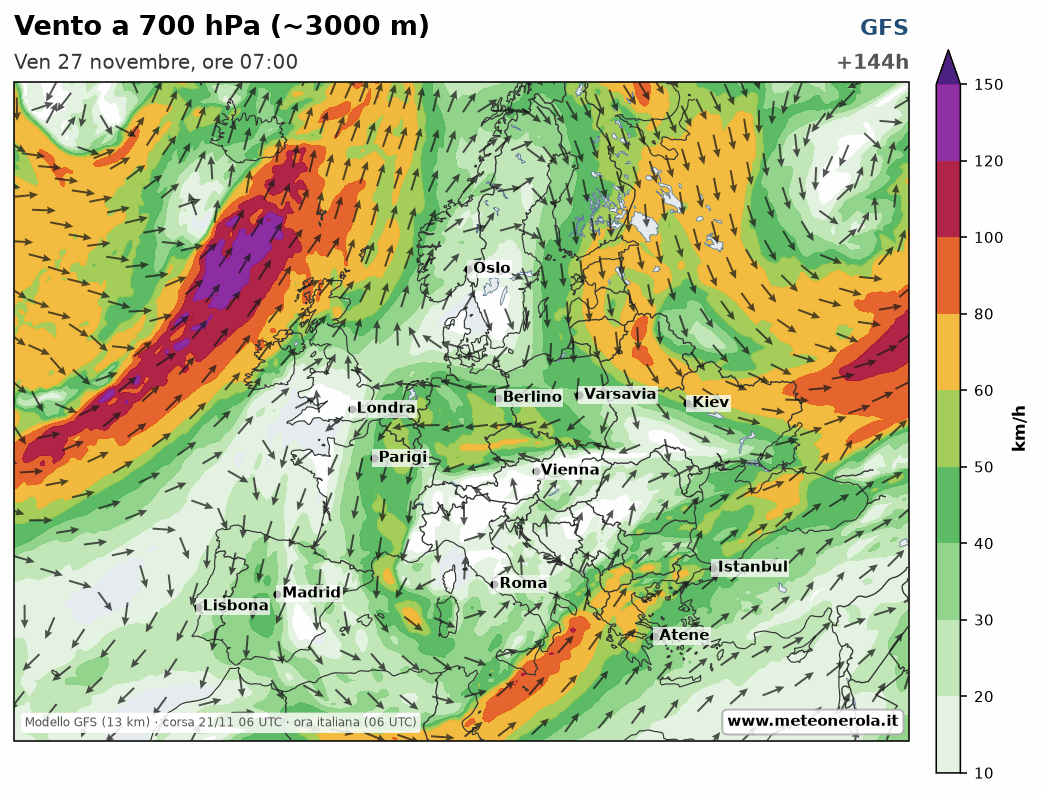 Vento a 700 hPa (~3000 m)
GFS
Ven 27 novembre, ore 07:00
+144h
150
120
100
80
60
50
40
30
20
10
km/h
Oslo
Berlino
Varsavia
Kiev
Londra
Parigi
Vienna
Istanbul
Roma
Madrid
Lisbona
Atene
Modello GFS (13 km) · corsa 21/11 06 UTC · ora italiana (06 UTC)
www.meteonerola.it